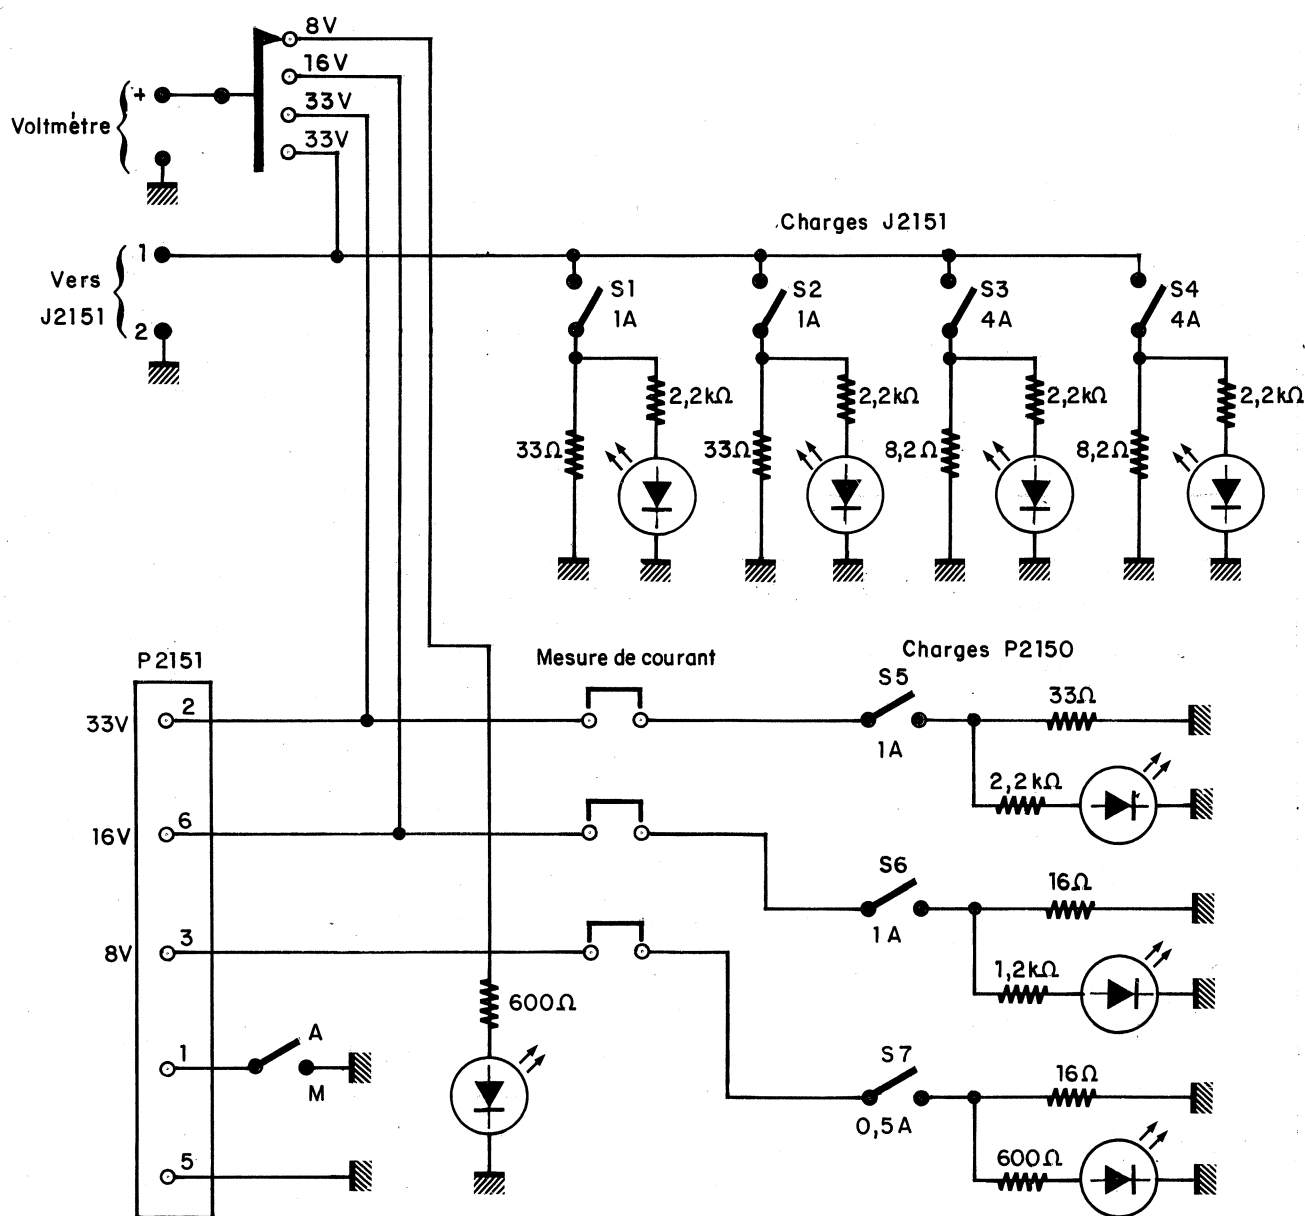 8V
16V
33V
33V
+
Voltmètre
Charges J2151
1
Vers
J2151
2
S1
1A
S2
1A
S3
4A
S4
4A
2,2kΩ
2,2kΩ
2,2kΩ
2,2kΩ
33Ω
33Ω
8,2Ω
8,2Ω
P2151
Mesure de courant
Charges P2150
33V
2
S5
1A
33Ω
2,2kΩ
16V
6
S6
1A
16Ω
1,2kΩ
8V
3
600Ω
1
A
M
S7
0,5A
16Ω
600Ω
5